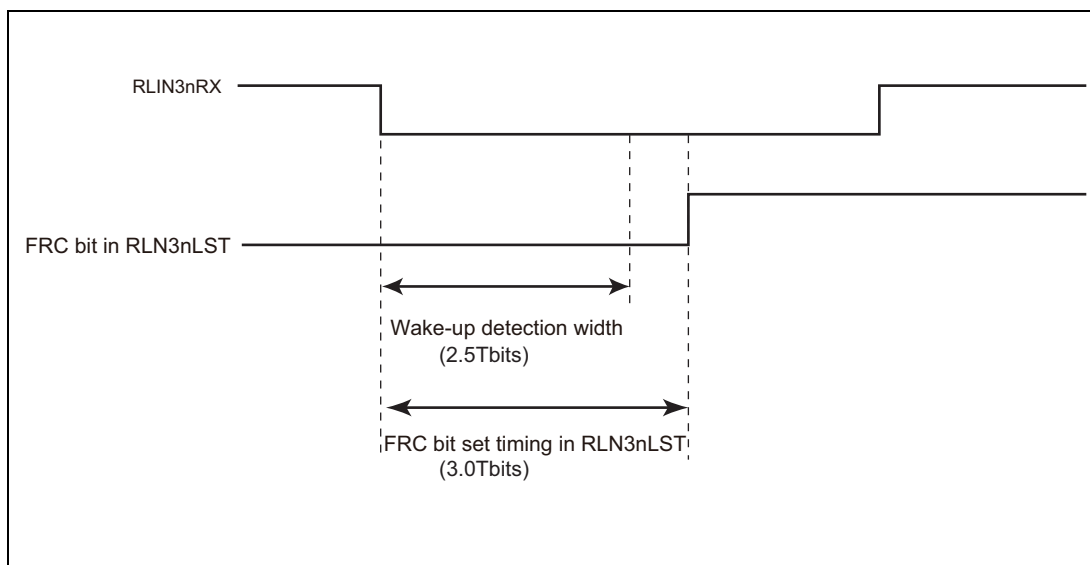 RLIN3nRX
FRC bit in RLN3nLST
Wake-up detection width
(2.5Tbits)
FRC bit set timing in RLN3nLST
(3.0Tbits)